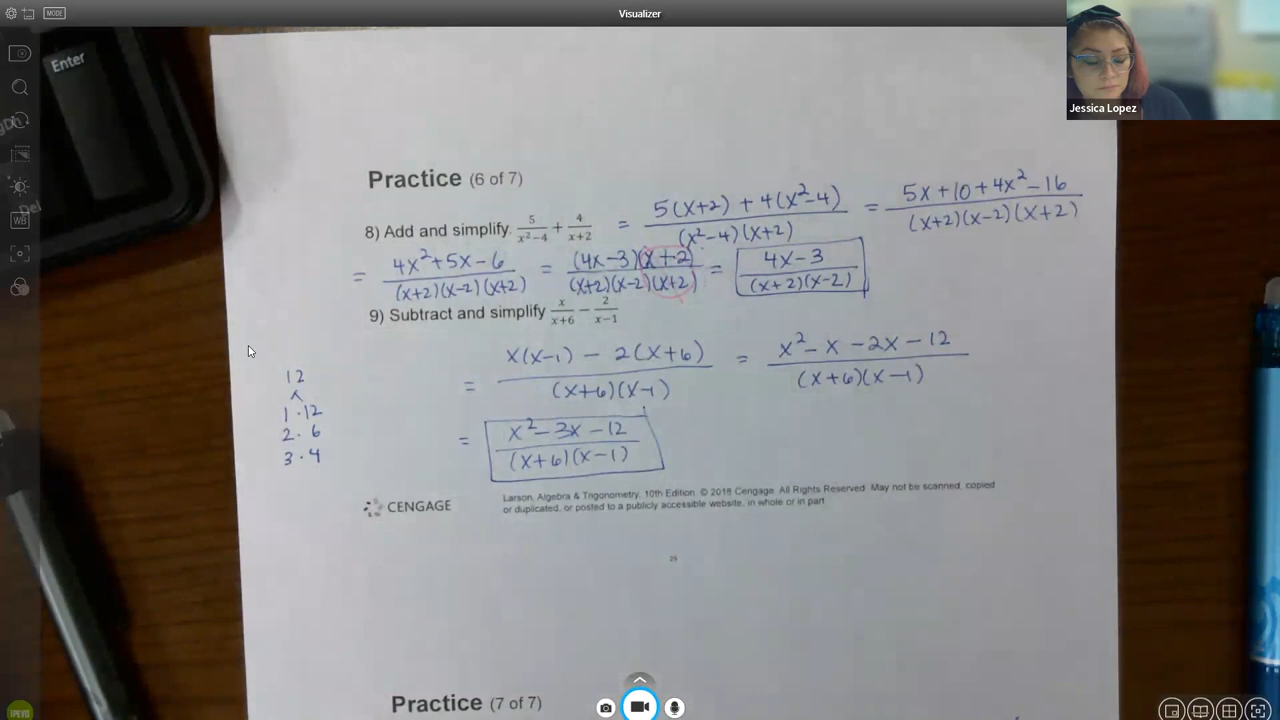 MODE
Visualizer
Enter
Jessica Lopez
Practice (6 of 7)
8) Add and simplify. 5/(x²−4) + 4/(x+2) = (5(x+2) + 4(x²−4))/((x²−4)(x+2)) = (5x+10+4x²−16)/((x+2)(x−2)(x+2))
= (4x²+5x−6)/((x+2)(x−2)(x+2)) = ((4x−3)(x+2))/((x+2)(x−2)(x+2)) = (4x−3)/((x+2)(x−2))
9) Subtract and simplify x/(x+6) − 2/(x−1)
= (x(x−1) − 2(x+6))/((x+6)(x−1)) = (x²−x−2x−12)/((x+6)(x−1))
= (x²−3x−12)/((x+6)(x−1))
12
1·12
2·6
3·4
CENGAGE
Larson, Algebra & Trigonometry, 10th Edition. © 2018 Cengage. All Rights Reserved. May not be scanned, copied
or duplicated, or posted to a publicly accessible website, in whole or in part
25
Practice (7 of 7)
Del
WB
IPEVO